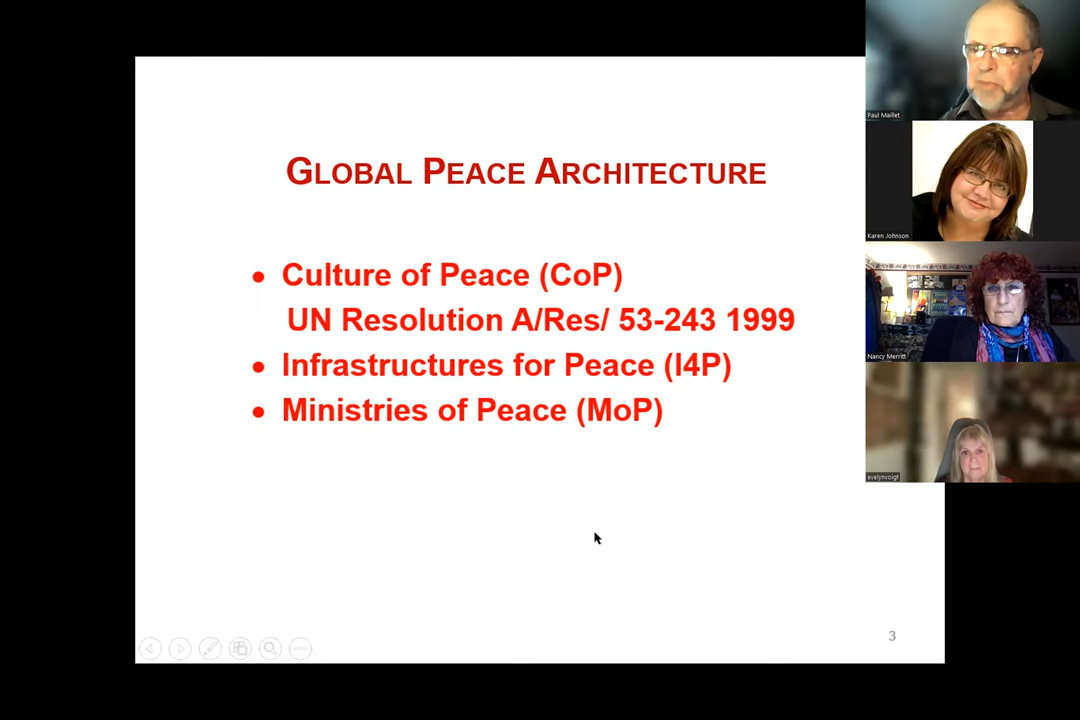 GLOBAL PEACE ARCHITECTURE
• Culture of Peace (CoP)
UN Resolution A/Res/ 53-243 1999
• Infrastructures for Peace (I4P)
• Ministries of Peace (MoP)
3
Paul Maillet
Karen Johnson
Nancy Merritt
evelynvoigt